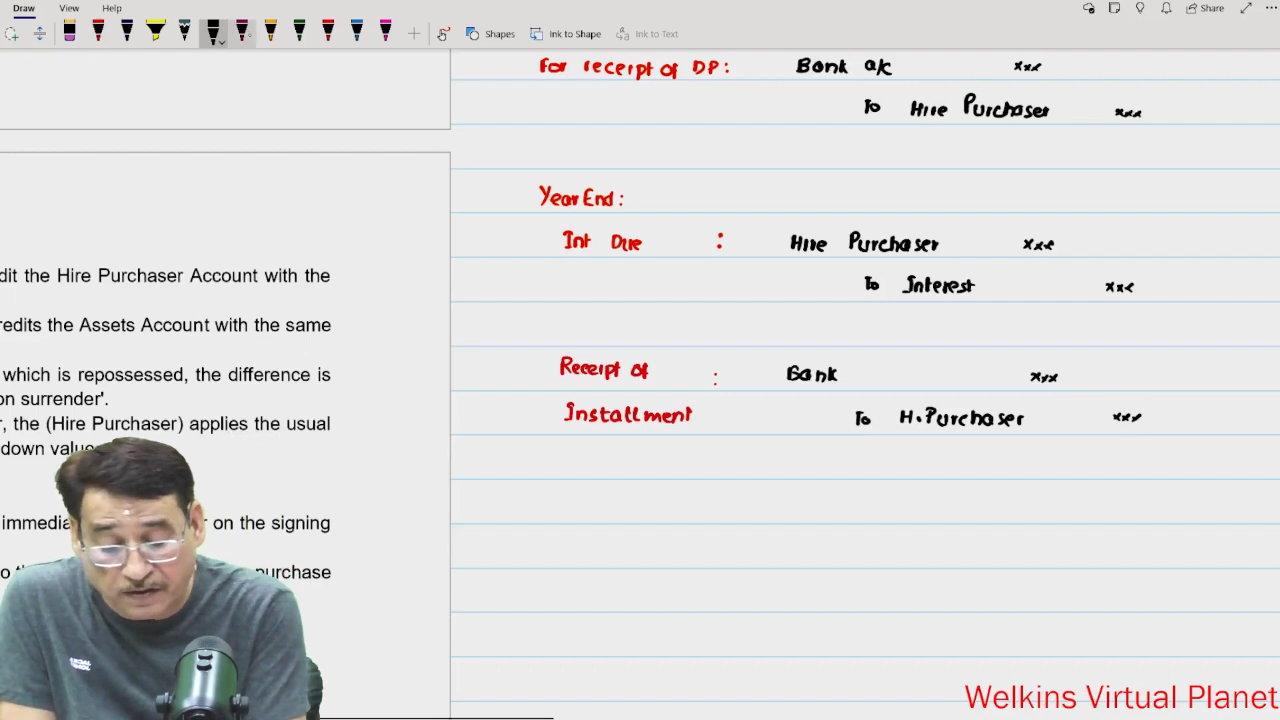 Draw View Help
Shapes Ink to Shape Ink to Text Share
For receipt of DP: Bank a/c xxx
To Hire Purchaser xxx
Year End:
Int Due : Hire Purchaser xxx
To Interest xxx
Receipt of : Bank xxx
Installment To H.Purchaser xxx
dit the Hire Purchaser Account with the
redits the Assets Account with the same
which is repossessed, the difference is
on surrender'.
, the (Hire Purchaser) applies the usual
down value
immedia on the signing
purchase
Welkins Virtual Planet